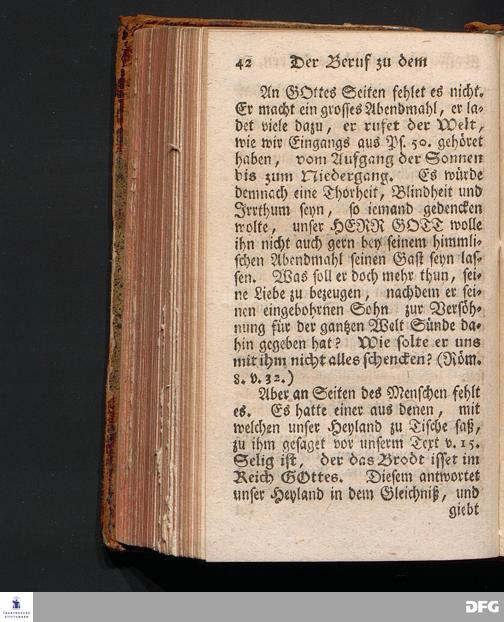 42 Der Beruf zu dem
An GOttes Seiten fehlet es nicht.
Er macht ein grosses Abendmahl, er la-
det viele dazu, er rufet der Welt,
wie wir Eingangs aus Ps. 50. gehöret
haben, vom Aufgang der Sonnen
bis zum Niedergang. Es würde
demnach eine Thorheit, Blindheit und
Irrthum seyn, so iemand gedencken
wolte, unser HERR GOTT wolle
ihn nicht auch gern bey seinem himmli-
schen Abendmahl seinen Gast seyn las-
sen. Was soll er doch mehr thun, sei-
ne Liebe zu bezeugen, nachdem er sei-
nen eingebohrnen Sohn zur Versöh-
nung für der gantzen Welt Sünde da-
hin gegeben hat? Wie solte er uns
mit ihm nicht alles schencken? (Röm.
8. v. 32.)
Aber an Seiten des Menschen fehlt
es. Es hatte einer aus denen, mit
welchen unser Heyland zu Tische saß,
zu ihm gesaget vor unserm Text v. 15.
Selig ist, der das Brodt isset im
Reich GOttes. Diesem antwortet
unser Heyland in dem Gleichniß, und
giebt
FRANCKESCHE
STIFTUNGEN
DFG